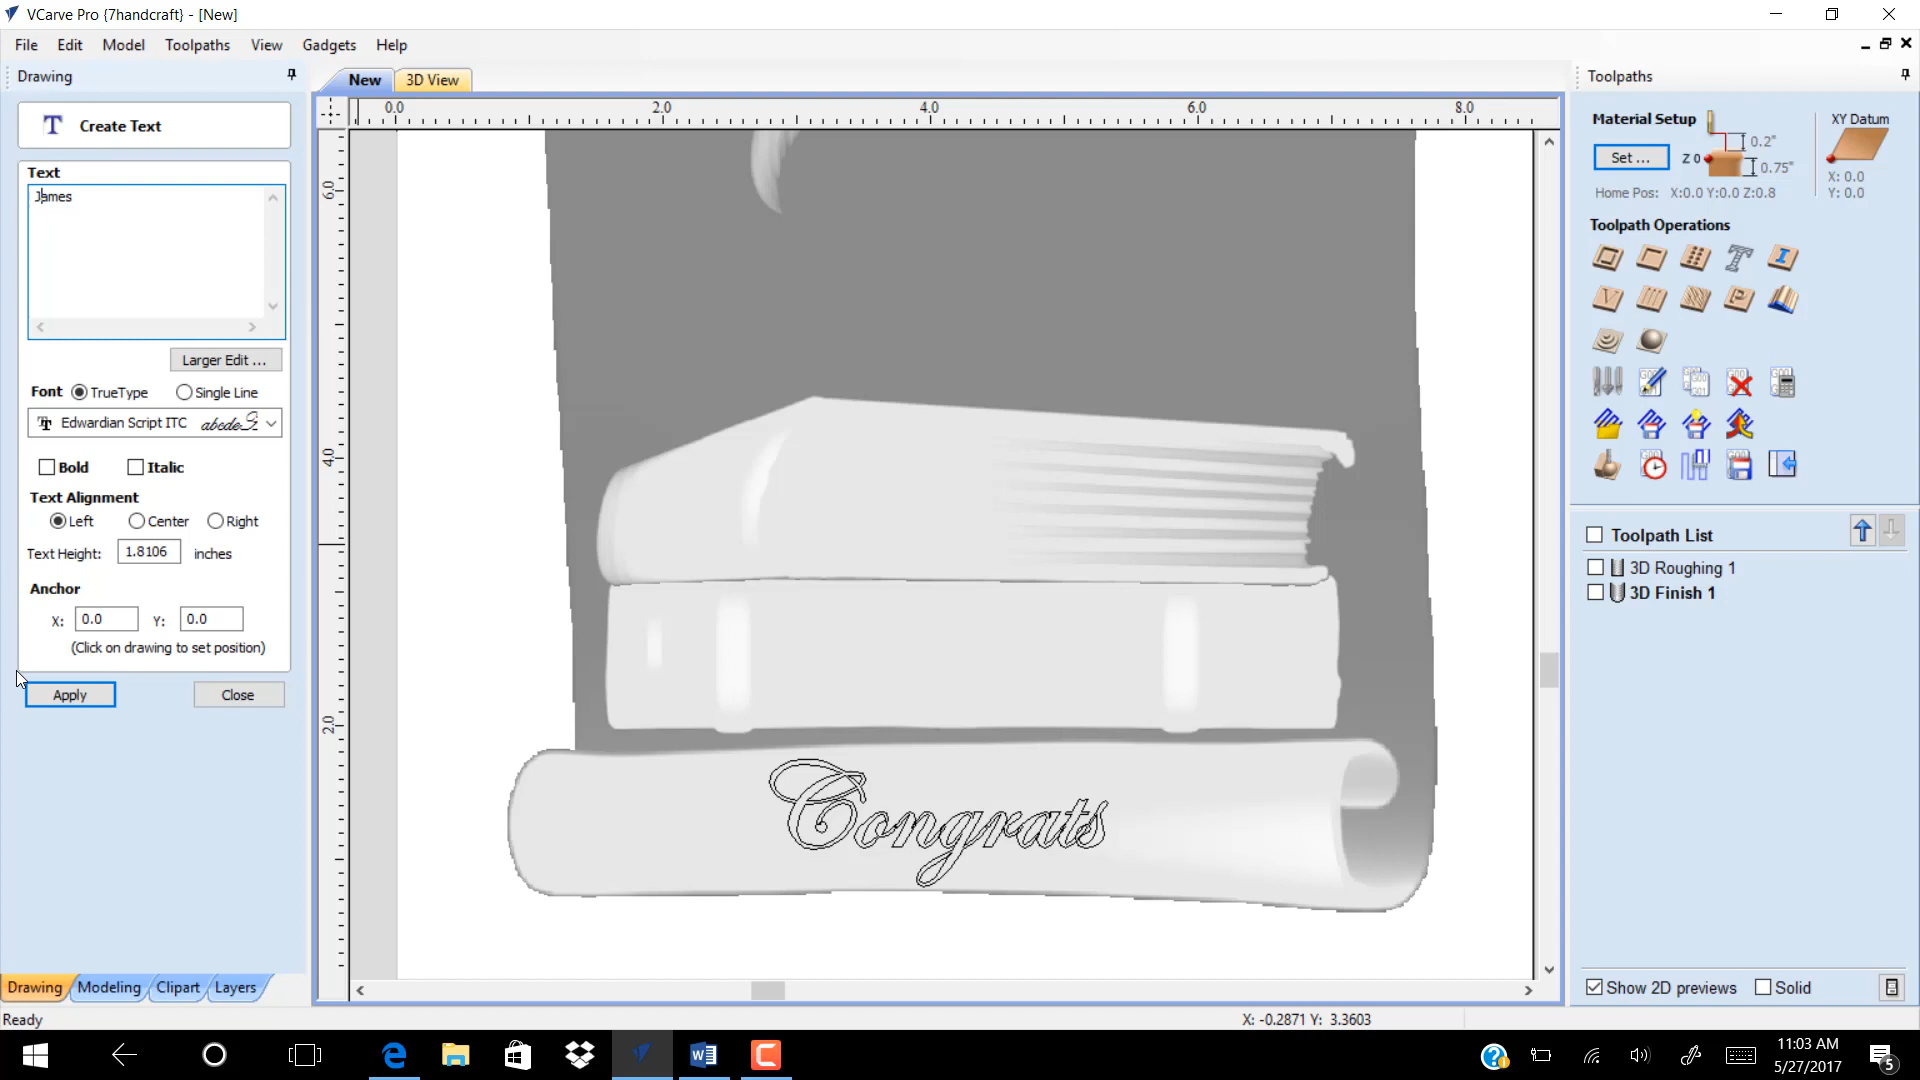 VCarve Pro {7handcraft} - [New]
File Edit Model Toolpaths View Gadgets Help
Drawing
Create Text
Text
James
Larger Edit ...
Font TrueType Single Line
Edwardian Script ITC abcdeFg
Bold Italic
Text Alignment
Left Center Right
Text Height: 1.8106 inches
Anchor
X: 0.0 Y: 0.0
(Click on drawing to set position)
Apply Close
Drawing Modeling Clipart Layers
Ready
New 3D View
0.0 2.0 4.0 6.0 8.0
6.0
4.0
2.0
Congrats
X: -0.2871 Y: 3.3603
Toolpaths
Material Setup
Set ...
Z 0
0.2"
0.75"
XY Datum
X: 0.0
Y: 0.0
Home Pos: X:0.0 Y:0.0 Z:0.8
Toolpath Operations
Toolpath List
3D Roughing 1
3D Finish 1
Show 2D previews Solid
11:03 AM
5/27/2017
5